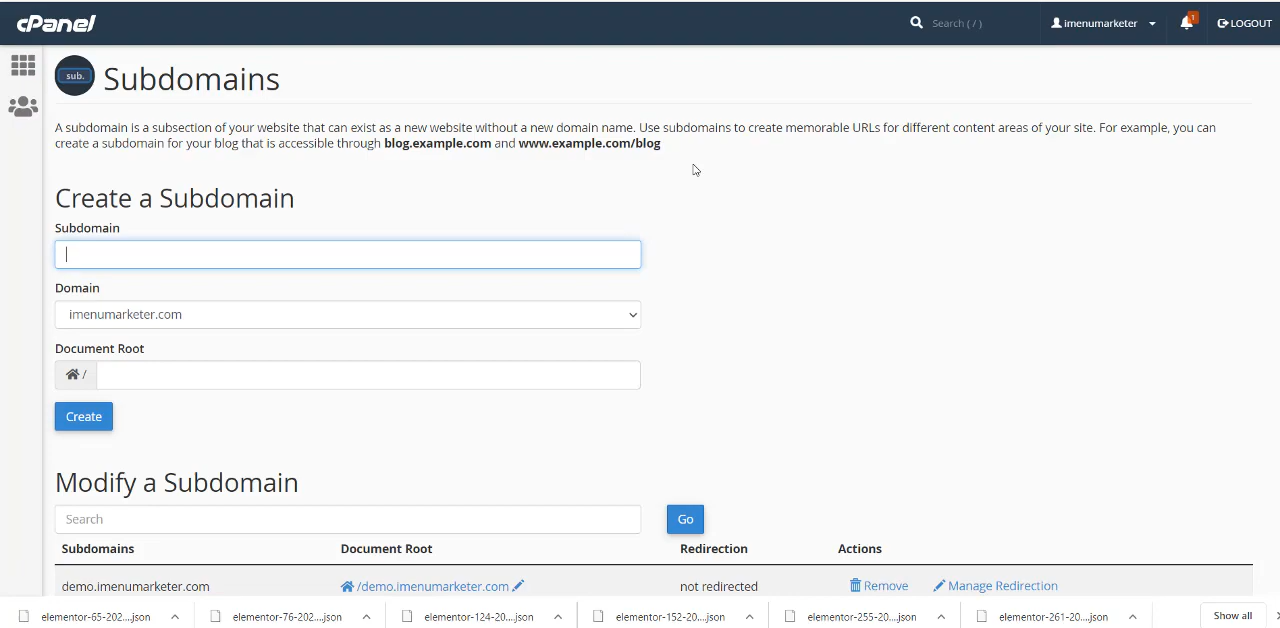 cPanel
Search ( / )
imenumarketer
1
LOGOUT
sub.
Subdomains
A subdomain is a subsection of your website that can exist as a new website without a new domain name. Use subdomains to create memorable URLs for different content areas of your site. For example, you can
create a subdomain for your blog that is accessible through blog.example.com and www.example.com/blog
Create a Subdomain
Subdomain
Domain
imenumarketer.com
Document Root
/
Create
Modify a Subdomain
Search
Go
Subdomains Document Root Redirection Actions
demo.imenumarketer.com /demo.imenumarketer.com not redirected Remove Manage Redirection
elementor-65-202....json elementor-76-202....json elementor-124-20....json elementor-152-20....json elementor-255-20....json elementor-261-20....json Show all